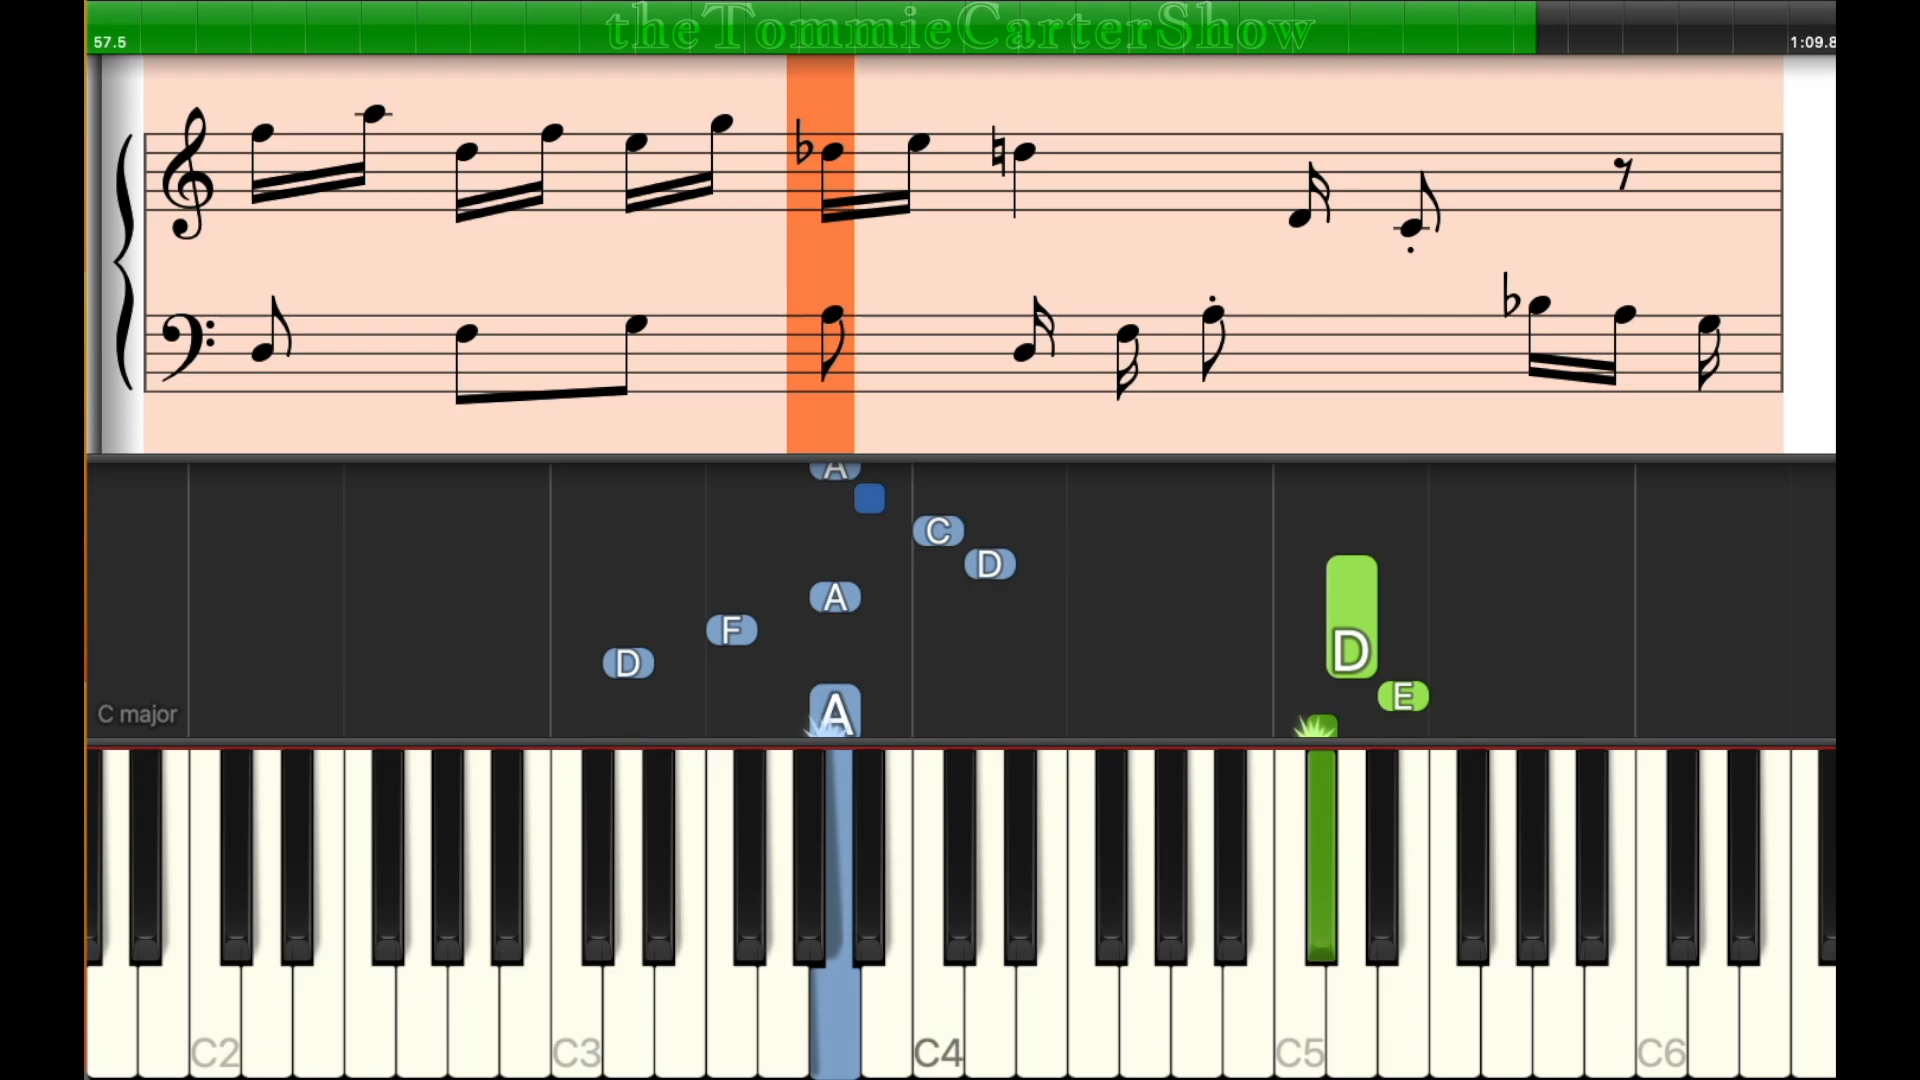 theTommieCarterShow
57.5
1:09.8
A
C
D
A
F
D
D
E
A
C major
C2 C3 C4 C5 C6